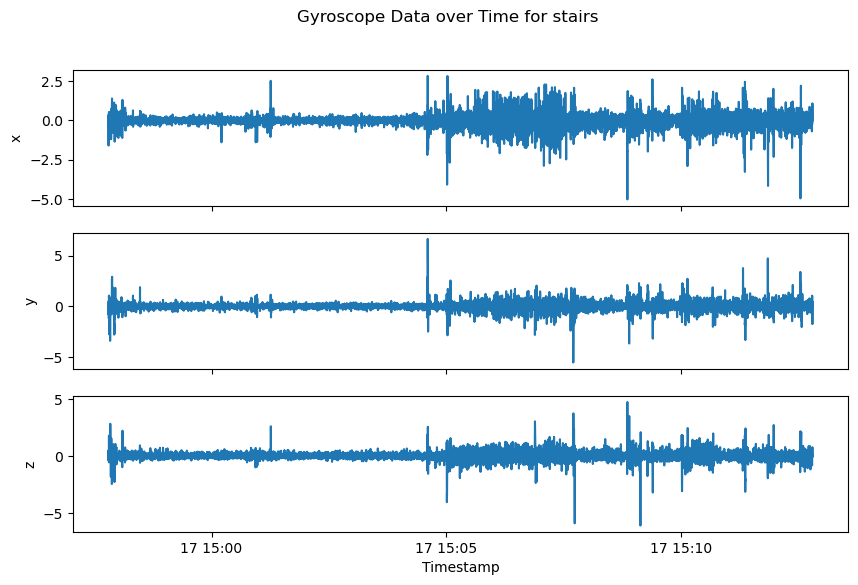 Gyroscope Data over Time for stairs
2.5
0.0
−2.5
−5.0
x
5
0
−5
y
5
0
−5
z
17 15:00 17 15:05 17 15:10
Timestamp